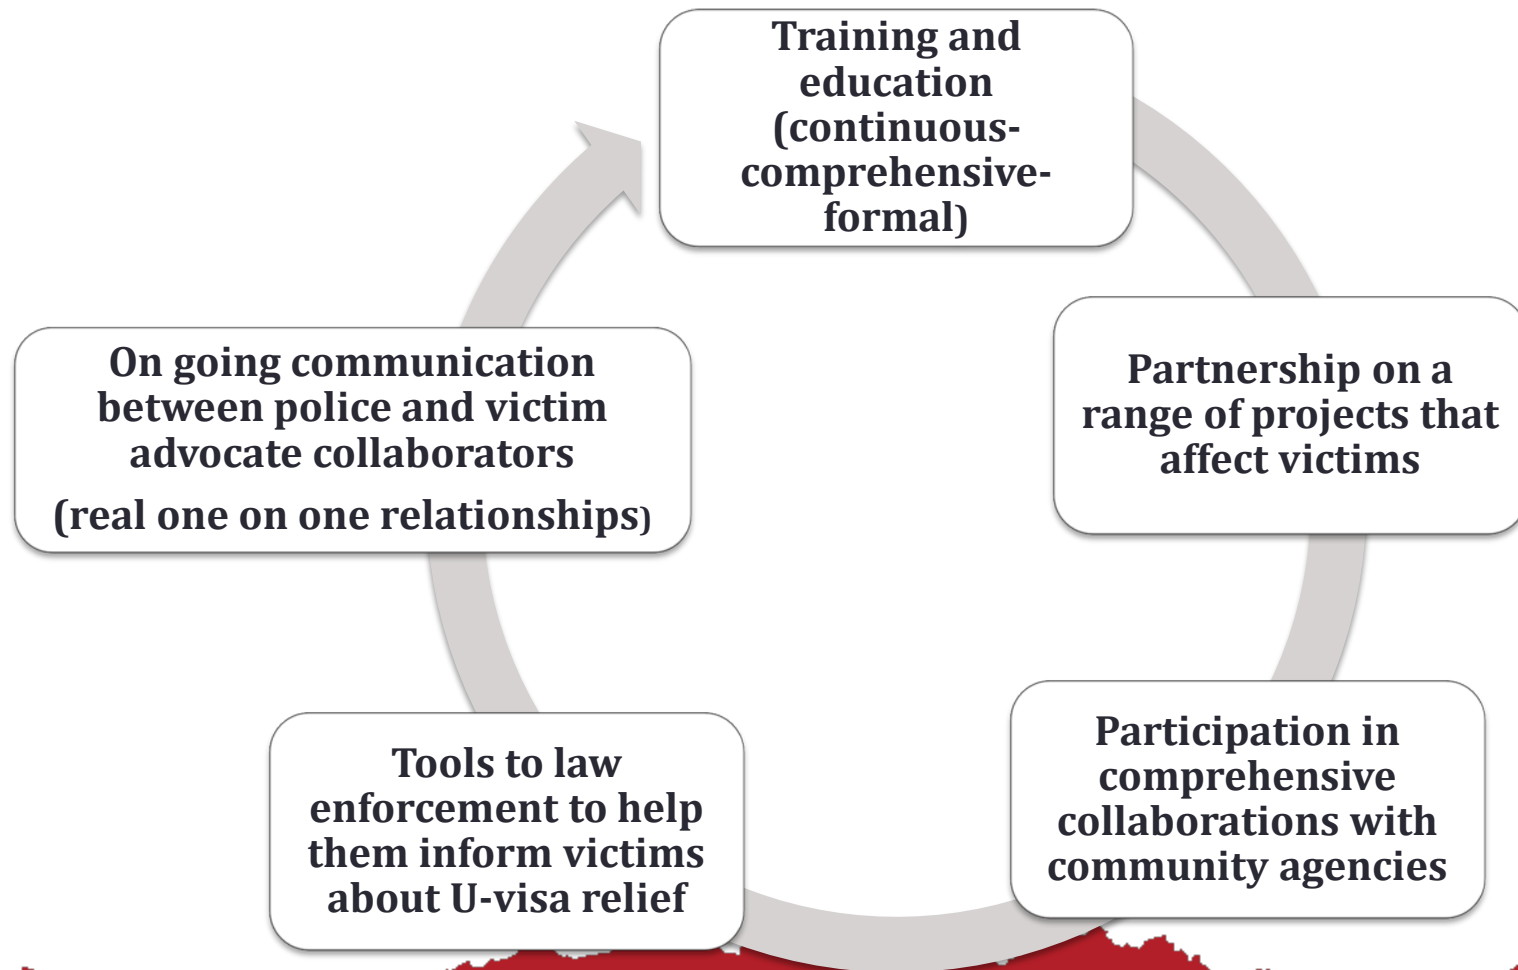 Training and
education
(continuous-
comprehensive-
formal)
Partnership on a
range of projects that
affect victims
Participation in
comprehensive
collaborations with
community agencies
Tools to law
enforcement to help
them inform victims
about U-visa relief
On going communication
between police and victim
advocate collaborators
(real one on one relationships)